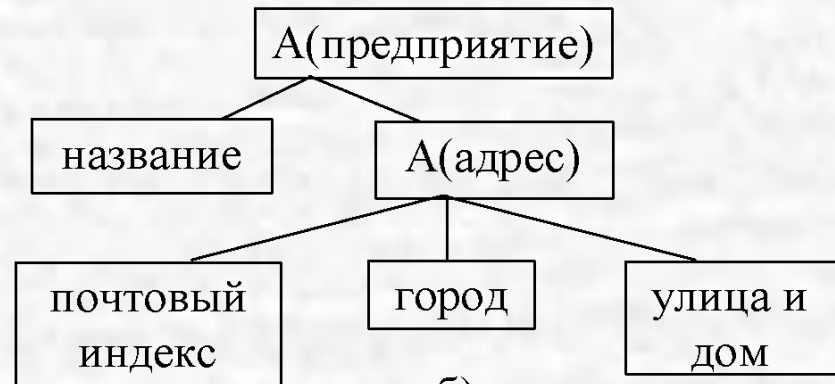 А(предприятие)
название
А(адрес)
почтовый
индекс
город
улица и
дом
б)